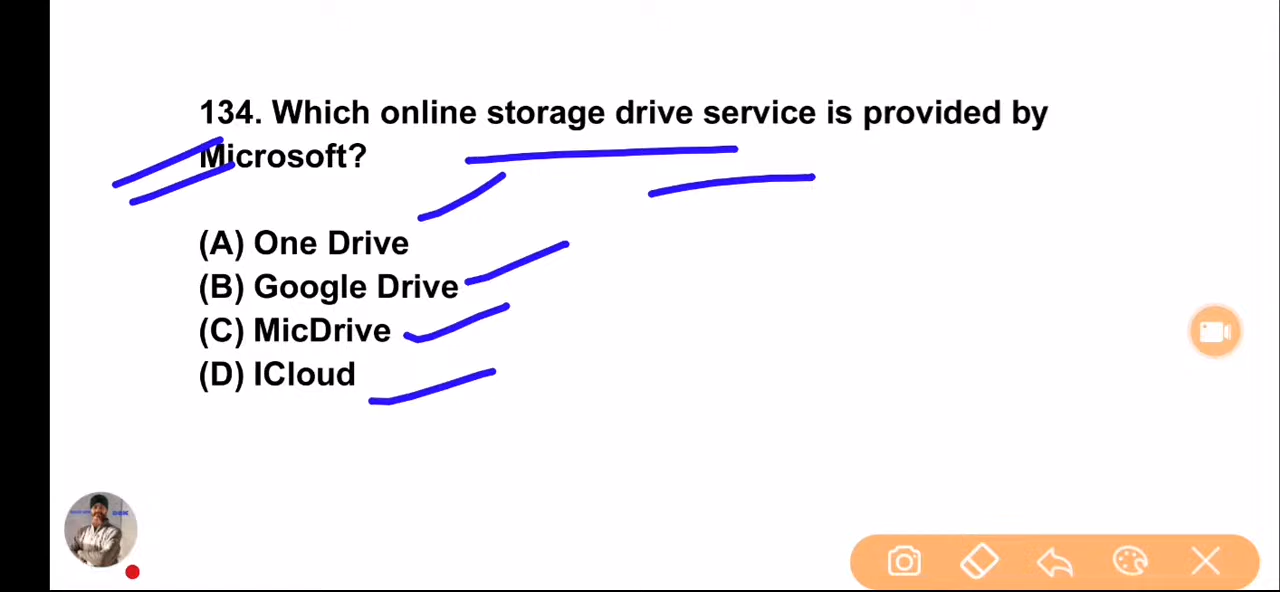 134. Which online storage drive service is provided by
Microsoft?
(A) One Drive
(B) Google Drive
(C) MicDrive
(D) ICloud